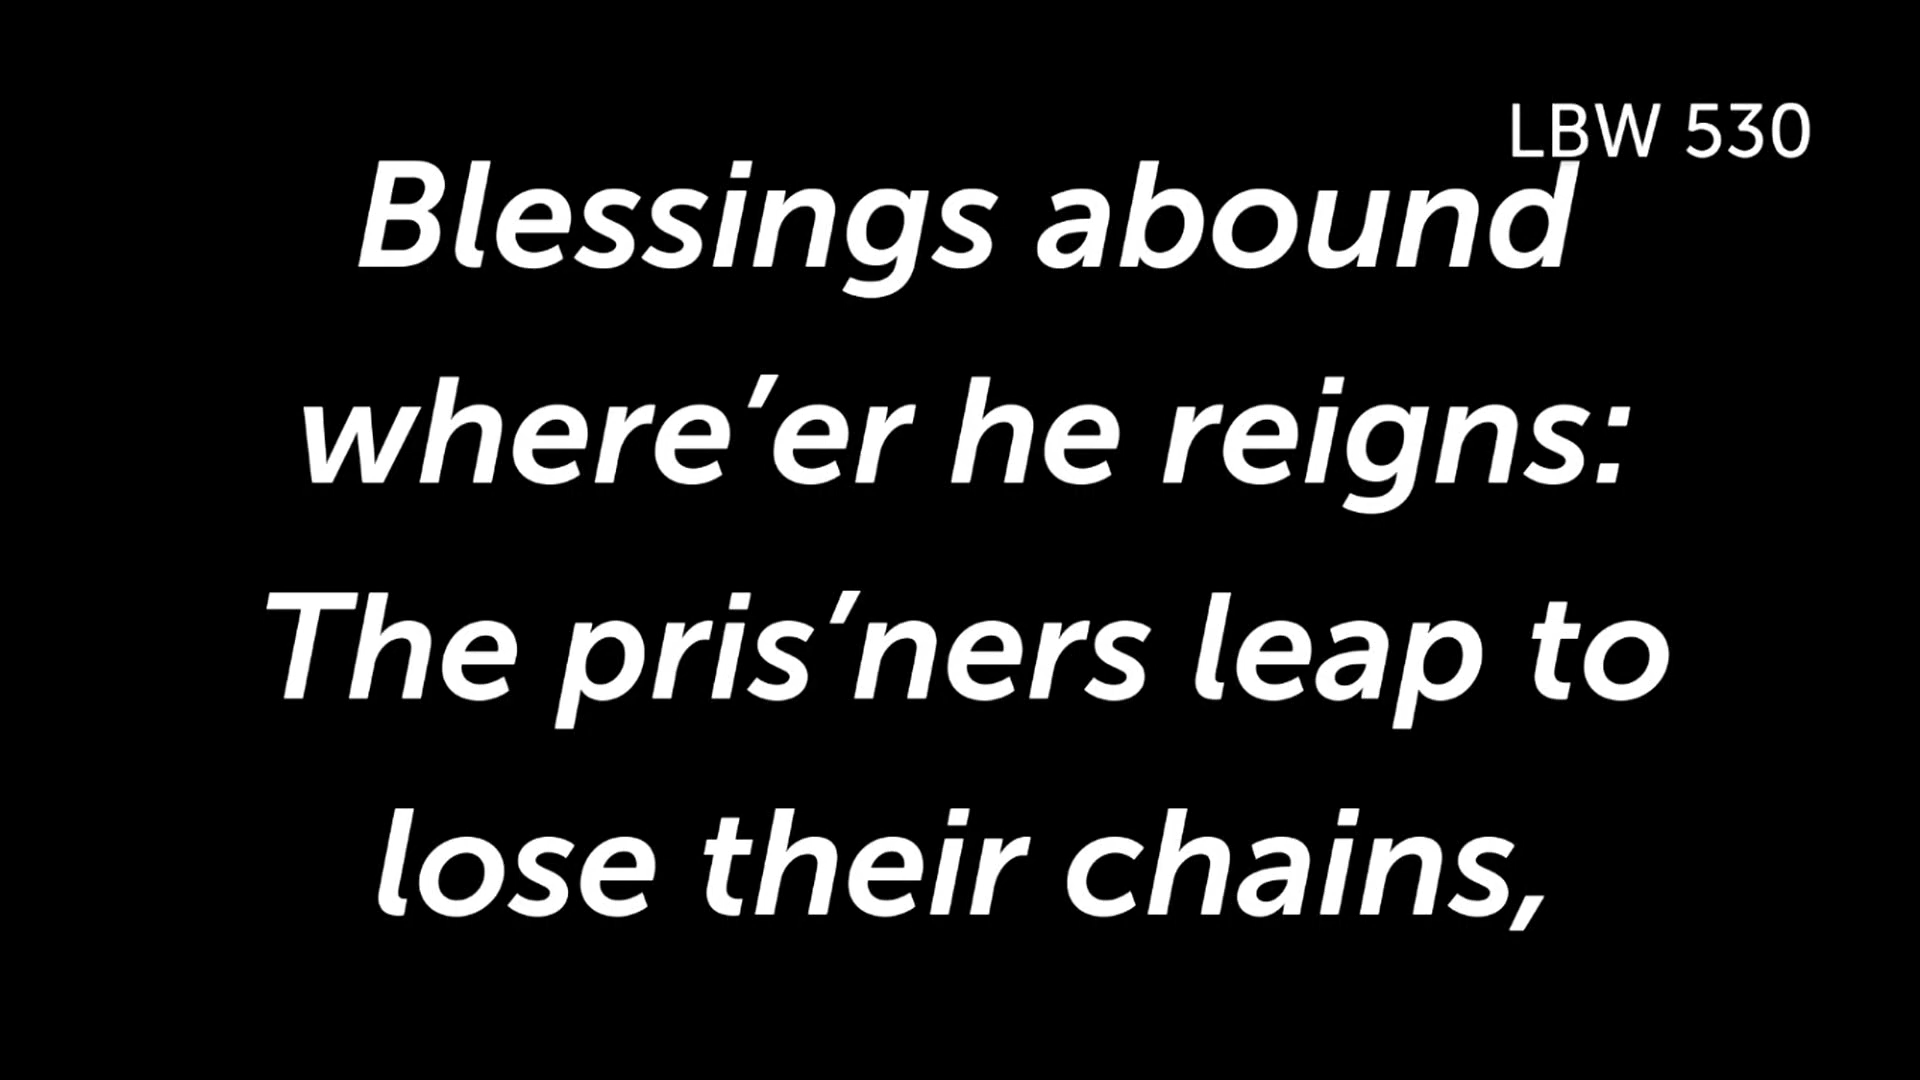 LBW 530
Blessings abound
where’er he reigns:
The pris’ners leap to
lose their chains,